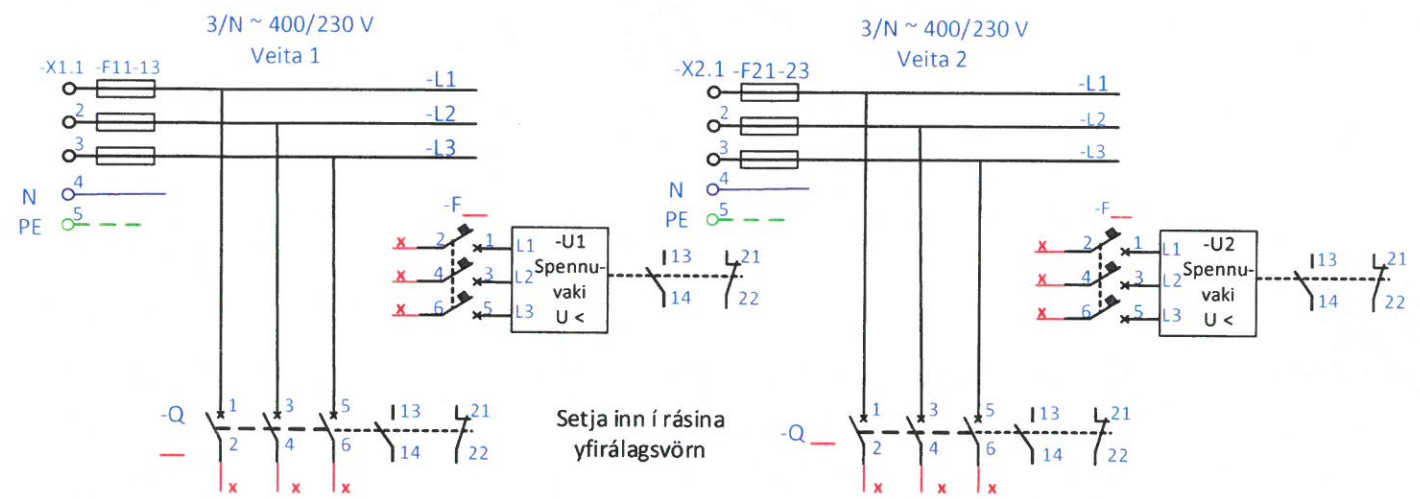 3/N ~ 400/230 V
Veita 1
-X1.1 -F11-13
-L1
2
-L2
3
-L3
N 4
PE 5
-F__
x 2 1 L1
x 4 3 L2
x 6 5 L3
-U1
Spennu-
vaki
U <
13 21
14 22
-Q __
1 3 5 13 21
2 4 6 14 22
x x x
Setja inn í rásina
yfirálagsvörn
3/N ~ 400/230 V
Veita 2
-X2.1 -F21-23
-L1
2
-L2
3
-L3
N 4
PE 5
-F__
x 2 1 L1
x 4 3 L2
x 6 5 L3
-U2
Spennu-
vaki
U <
13 21
14 22
-Q __
1 3 5 13 21
2 4 6 14 22
x x x